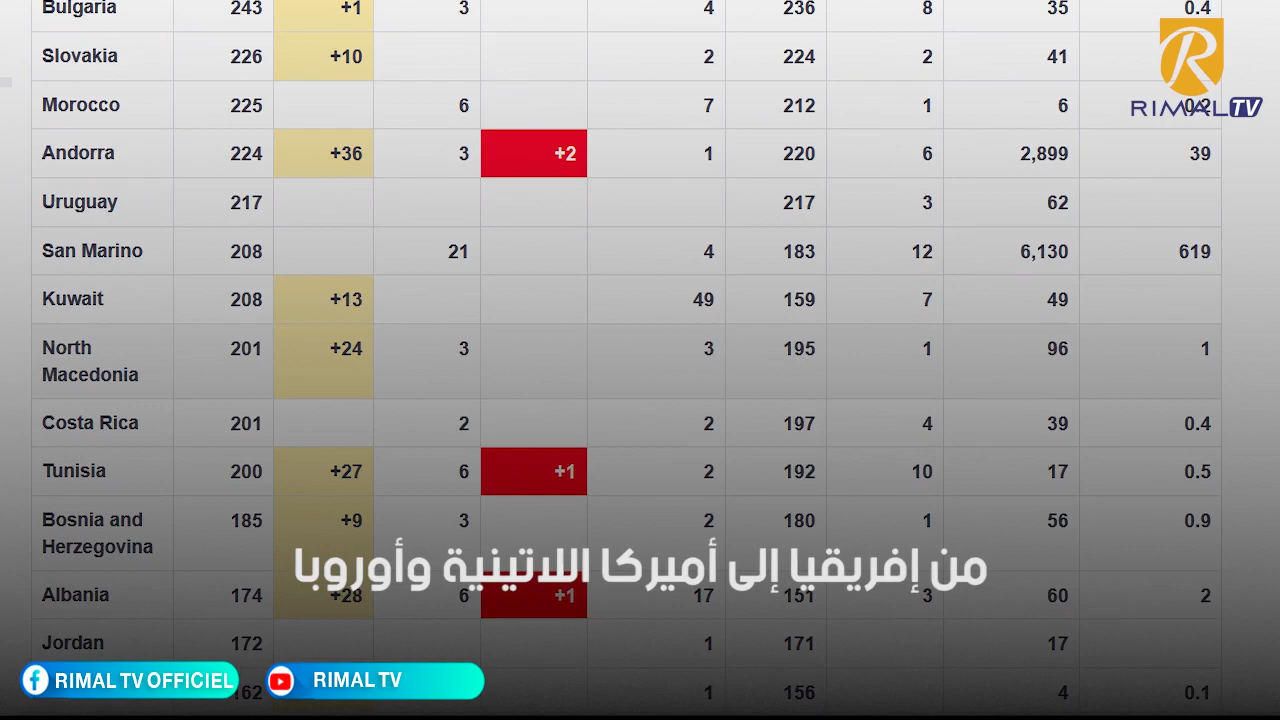 Bulgaria 243 +1 3 4 236 8 35 0.4
Slovakia 226 +10 2 224 2 41
Morocco 225 6 7 212 1 6 0.2
RIMAL TV
Andorra 224 +36 3 +2 1 220 6 2,899 39
Uruguay 217 217 3 62
San Marino 208 21 4 183 12 6,130 619
Kuwait 208 +13 49 159 7 49
North Macedonia 201 +24 3 3 195 1 96 1
Costa Rica 201 2 2 197 4 39 0.4
Tunisia 200 +27 6 +1 2 192 10 17 0.5
Bosnia and Herzegovina 185 +9 3 2 180 1 56 0.9
من إفريقيا إلى أميركا اللاتينية وأوروبا
Albania 174 +28 6 +1 17 151 3 60 2
Jordan 172 1 171 17
162 1 156 4 0.1
RIMAL TV OFFICIEL
RIMAL TV